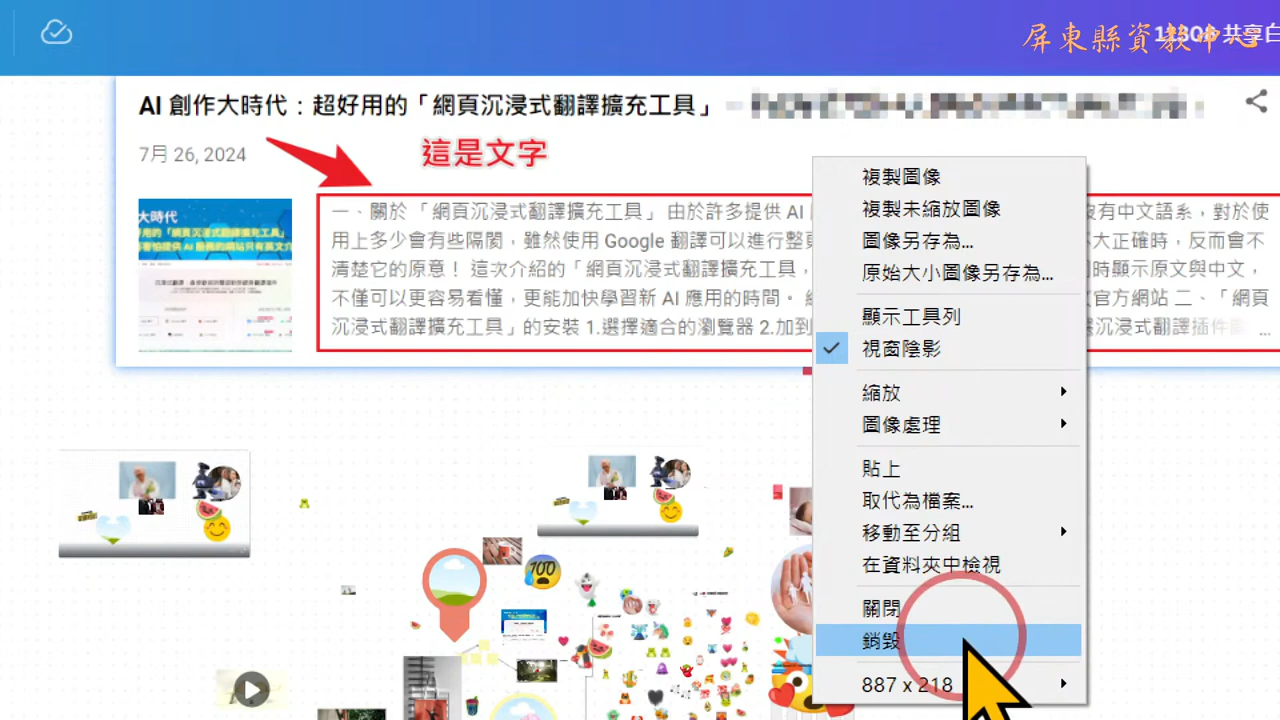 屏東縣資教中心
11308 共享白
AI 創作大時代：超好用的「網頁沉浸式翻譯擴充工具」 -
7月 26, 2024
這是文字
大時代
一、關於 「網頁沉浸式翻譯擴充工具」 由於許多提供 AI
沒有中文語系，對於使
用上多少會有些隔閡，雖然使用 Google 翻譯可以進行整
大正確時，反而會不
清楚它的原意！ 這次介紹的「網頁沉浸式翻譯擴充工具，
時顯示原文與中文，
不僅可以更容易看懂，更能加快學習新 AI 應用的時間。
官方網站 二、「網頁
沉浸式翻譯擴充工具」的安裝 1.選擇適合的瀏覽器 2.加到
沉浸式翻譯插件
...
複製圖像
複製未縮放圖像
圖像另存為...
原始大小圖像另存為...
顯示工具列
視窗陰影
縮放
圖像處理
貼上
取代為檔案...
移動至分組
在資料夾中檢視
關閉
銷毀
887 x 218
100